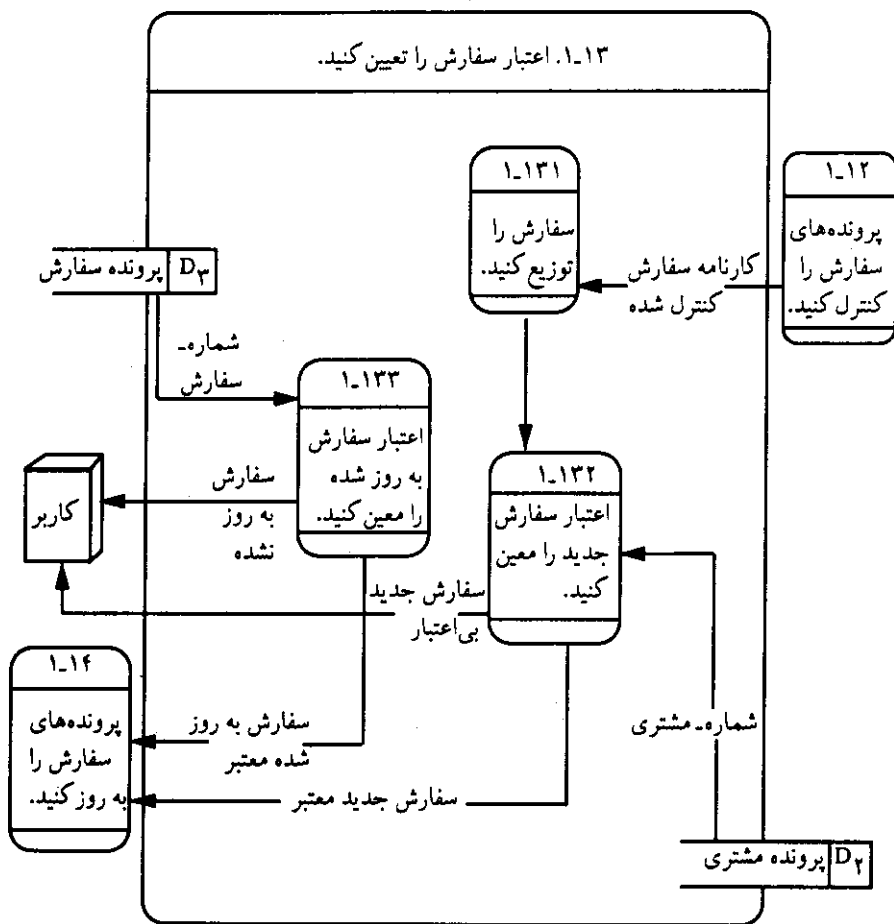 ۱ـ۱۳. اعتبار سفارش را تعیین کنید.
۱ـ۱۲
پرونده‌های
سفارش را
کنترل کنید.
کارنامه سفارش
کنترل شده
۱ـ۱۳۱
سفارش را
توزیع کنید.
D۳ پرونده سفارش
شماره‌ـ
سفارش
۱ـ۱۳۳
اعتبار سفارش
به روز شده
را معین کنید.
۱ـ۱۳۲
اعتبار سفارش
جدید را معین
کنید.
سفارش
به روز
نشده
کاربر
سفارش جدید
بی‌اعتبار
۱ـ۱۴
پرونده‌های
سفارش را
به روز کنید.
سفارش به روز
شده معتبر
سفارش جدید معتبر
شماره‌ـ مشتری
D۲ پرونده مشتری